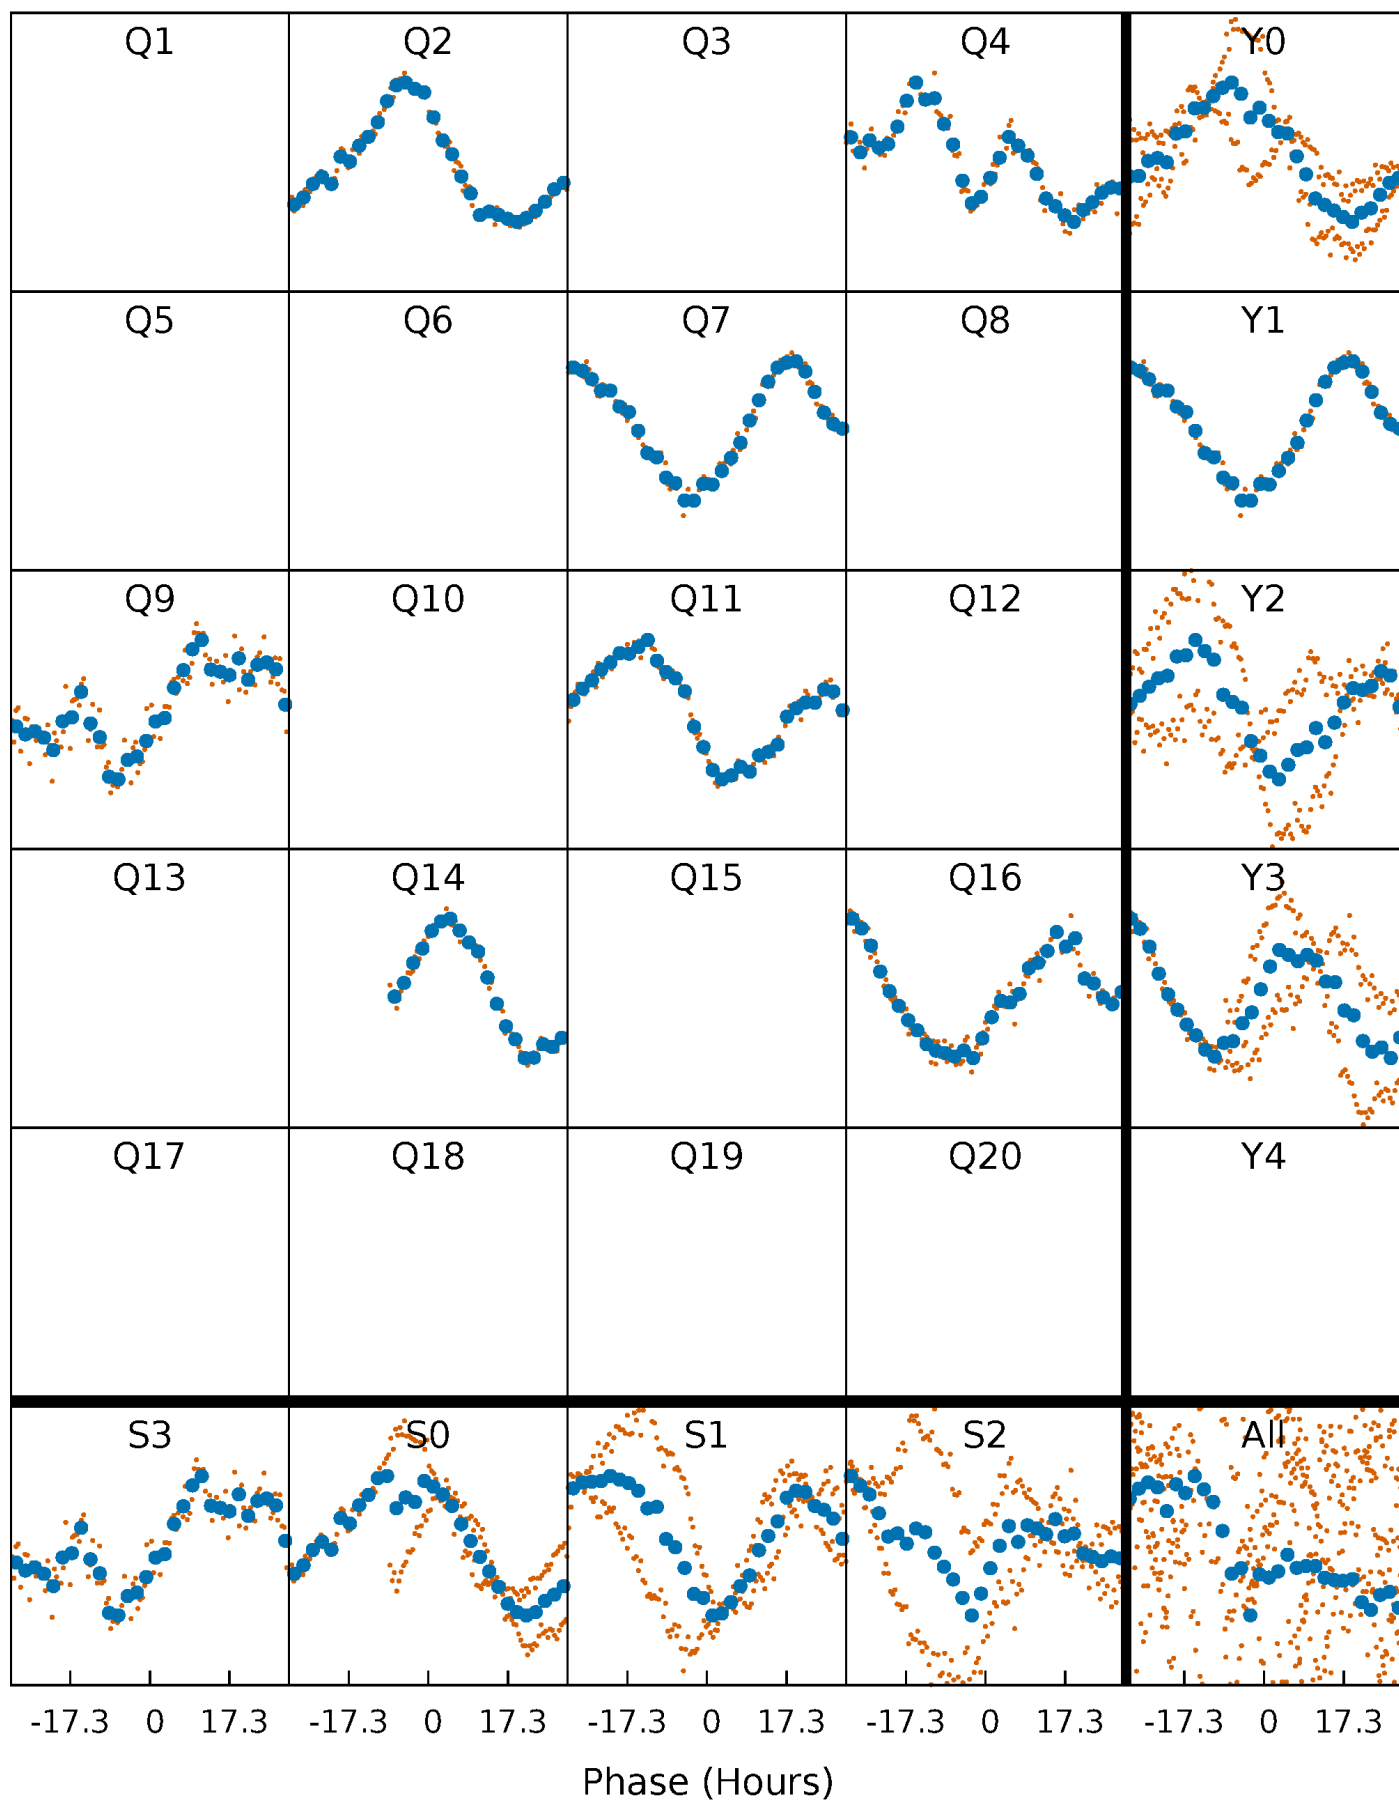 Q1 Q2 Q3 Q4 Y0
Q5 Q6 Q7 Q8 Y1
Q9 Q10 Q11 Q12 Y2
Q13 Q14 Q15 Q16 Y3
Q17 Q18 Q19 Q20 Y4
S3 S0 S1 S2 All
-17.3 0 17.3 -17.3 0 17.3 -17.3 0 17.3 -17.3 0 17.3 -17.3 0 17.3
Phase (Hours)